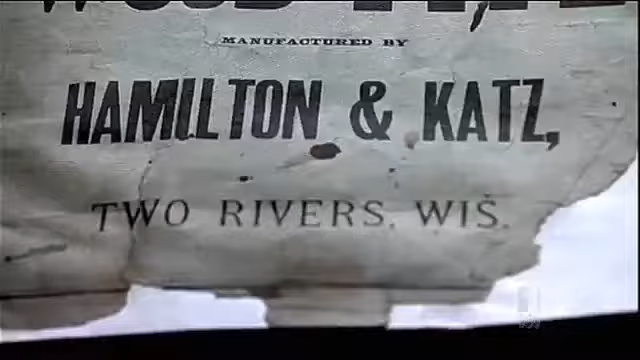 MANUFACTURED BY
HAMILTON & KATZ,
TWO RIVERS, WIS.